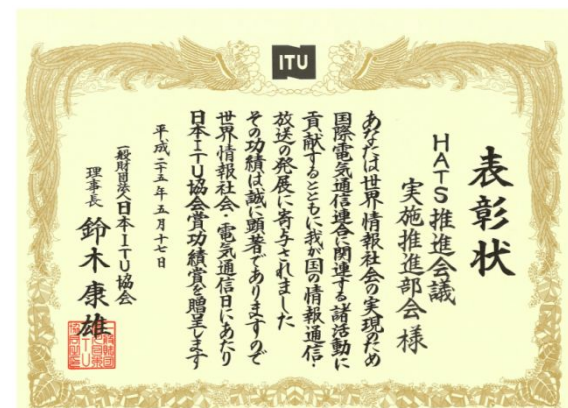 ITU
表彰状
HATS推進会議
実施推進部会様
あなたは世界情報社会の実現のため
国際電気通信連合に関連する諸活動に
貢献するとともに我が国の情報通信・
放送の発展に寄与されました
その功績は誠に顕著でありますので
世界情報社会・電気通信日にあたり
日本ITU協会賞功績賞を贈呈します
平成二十五年五月十七日
一般財団法人日本ITU協会
理事長 鈴木康雄